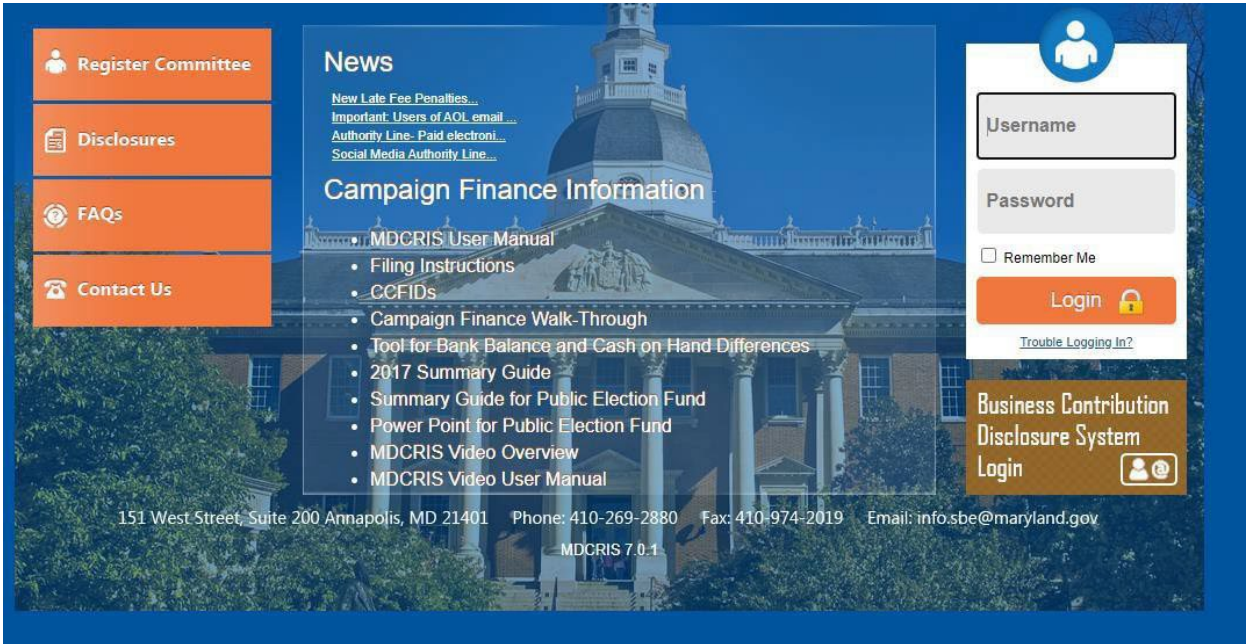 Register Committee
Disclosures
FAQs
Contact Us
News
New Late Fee Penalties...
Important: Users of AOL email ...
Authority Line- Paid electroni...
Social Media Authority Line...
Campaign Finance Information
• MDCRIS User Manual
• Filing Instructions
• CCFIDs
• Campaign Finance Walk-Through
• Tool for Bank Balance and Cash on Hand Differences
• 2017 Summary Guide
• Summary Guide for Public Election Fund
• Power Point for Public Election Fund
• MDCRIS Video Overview
• MDCRIS Video User Manual
Username
Password
Remember Me
Login
Trouble Logging In?
Business Contribution
Disclosure System
Login
151 West Street, Suite 200 Annapolis, MD 21401 Phone: 410-269-2880 Fax: 410-974-2019 Email: info.sbe@maryland.gov
MDCRIS 7.0.1